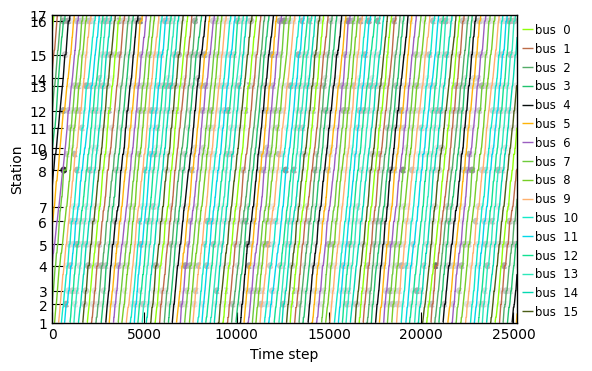 17
16
15
14
13
12
11
10
9
8
7
6
5
4
3
2
1
Station
0 5000 10000 15000 20000 25000
Time step
bus 0
bus 1
bus 2
bus 3
bus 4
bus 5
bus 6
bus 7
bus 8
bus 9
bus 10
bus 11
bus 12
bus 13
bus 14
bus 15